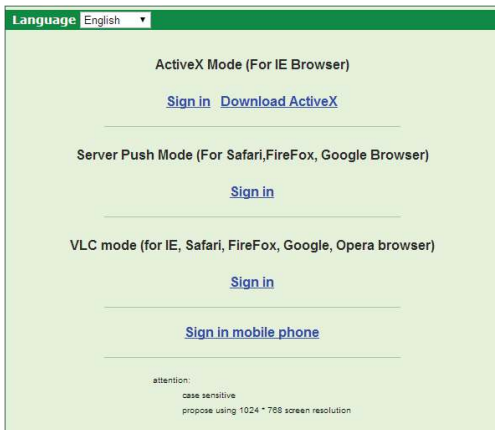 Language English
ActiveX Mode (For IE Browser)
Sign in Download ActiveX
Server Push Mode (For Safari,FireFox, Google Browser)
Sign in
VLC mode (for IE, Safari, FireFox, Google, Opera browser)
Sign in
Sign in mobile phone
attention:
case sensitive
propose using 1024 * 768 screen resolution